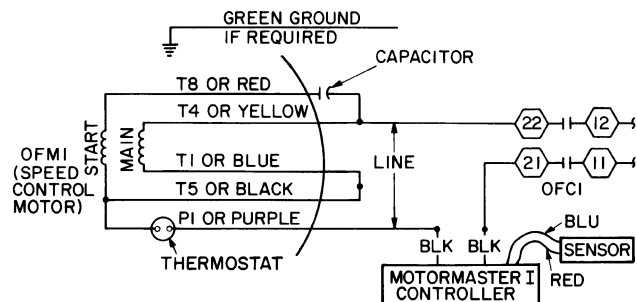 GREEN GROUND
IF REQUIRED
CAPACITOR
T8 OR RED
T4 OR YELLOW
22
12
START
MAIN
OFM1
(SPEED
CONTROL
MOTOR)
T1 OR BLUE
LINE
21
11
OFC1
T5 OR BLACK
P1 OR PURPLE
BLU
THERMOSTAT
BLK
BLK
SENSOR
RED
MOTORMASTER I
CONTROLLER